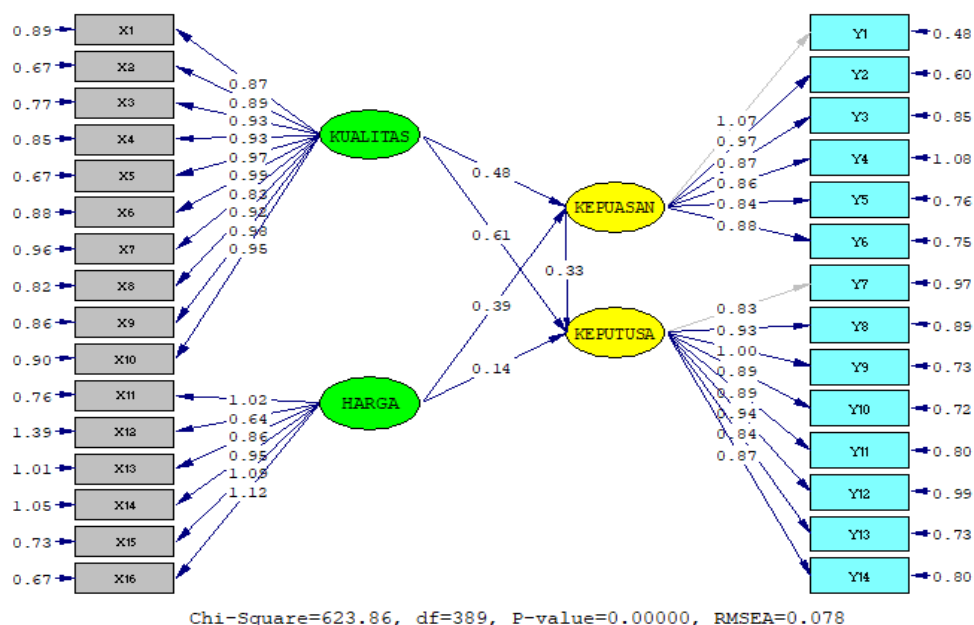 0.89 X1
0.67 X2
0.77 X3
0.85 X4
0.67 X5
0.88 X6
0.96 X7
0.82 X8
0.86 X9
0.90 X10
0.76 X11
1.39 X12
1.01 X13
1.05 X14
0.73 X15
0.67 X16
0.87
0.89
0.93
0.93
0.97
0.99
0.83
0.92
0.98
0.95
1.02
0.64
0.86
0.95
1.09
1.12
KUALITAS
HARGA
0.48
0.61
0.33
0.39
0.14
KEPUASAN
KEPUTUSA
1.07
0.97
0.87
0.86
0.84
0.88
0.83
0.93
1.00
0.89
0.89
0.94
0.84
0.87
Y1 0.48
Y2 0.60
Y3 0.85
Y4 1.08
Y5 0.76
Y6 0.75
Y7 0.97
Y8 0.89
Y9 0.73
Y10 0.72
Y11 0.80
Y12 0.99
Y13 0.73
Y14 0.80
Chi-Square=623.86, df=389, P-value=0.00000, RMSEA=0.078